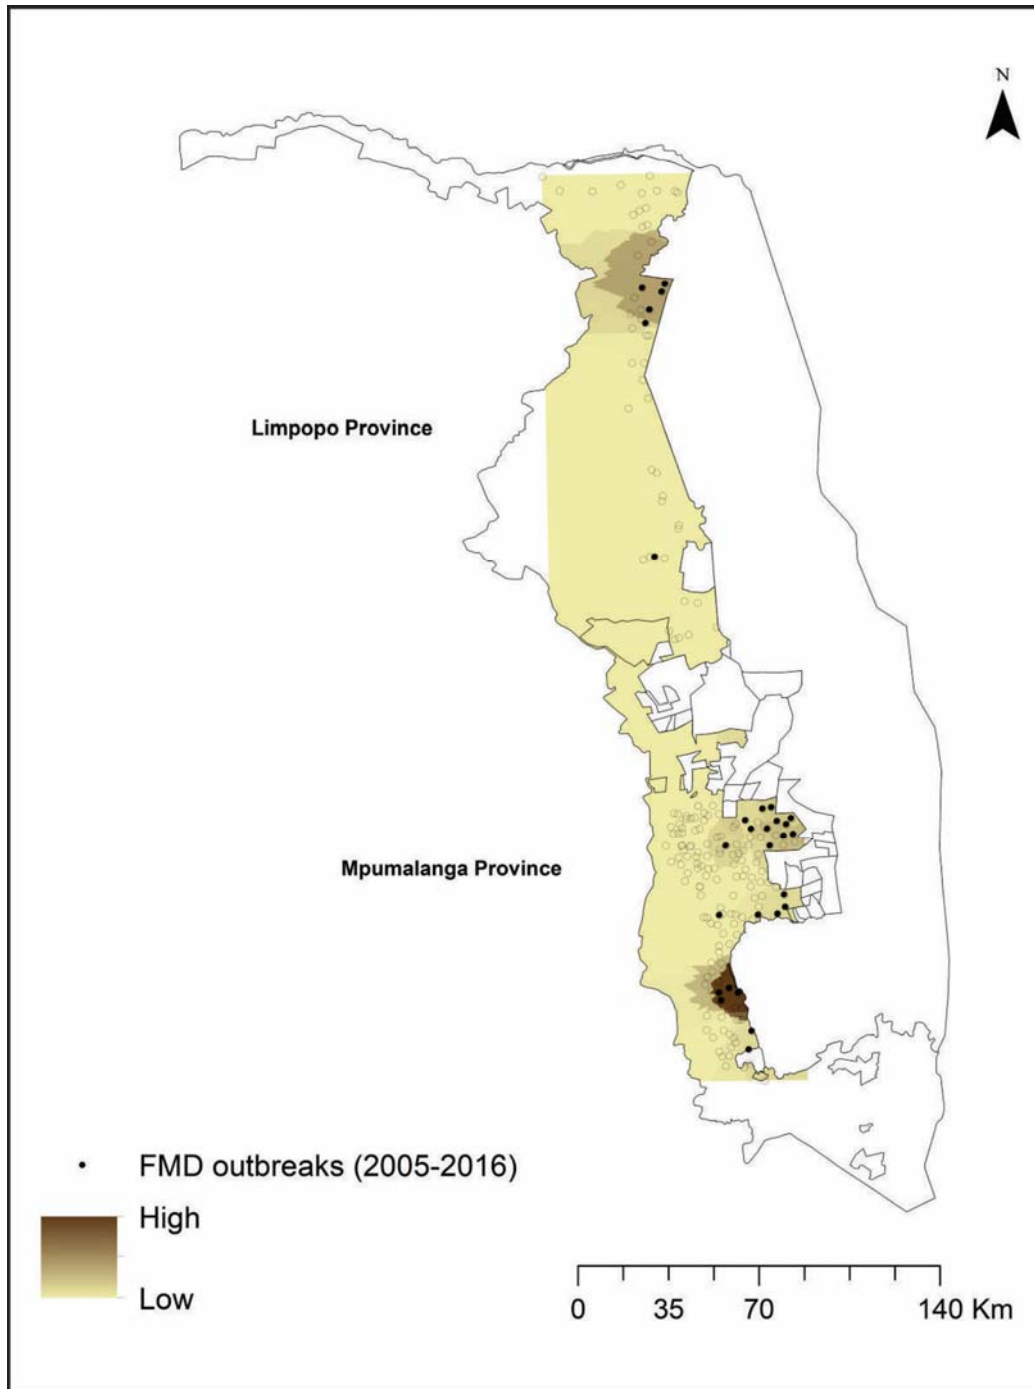 N
Limpopo Province
Mpumalanga Province
FMD outbreaks (2005-2016)
High
Low
0 35 70 140 Km